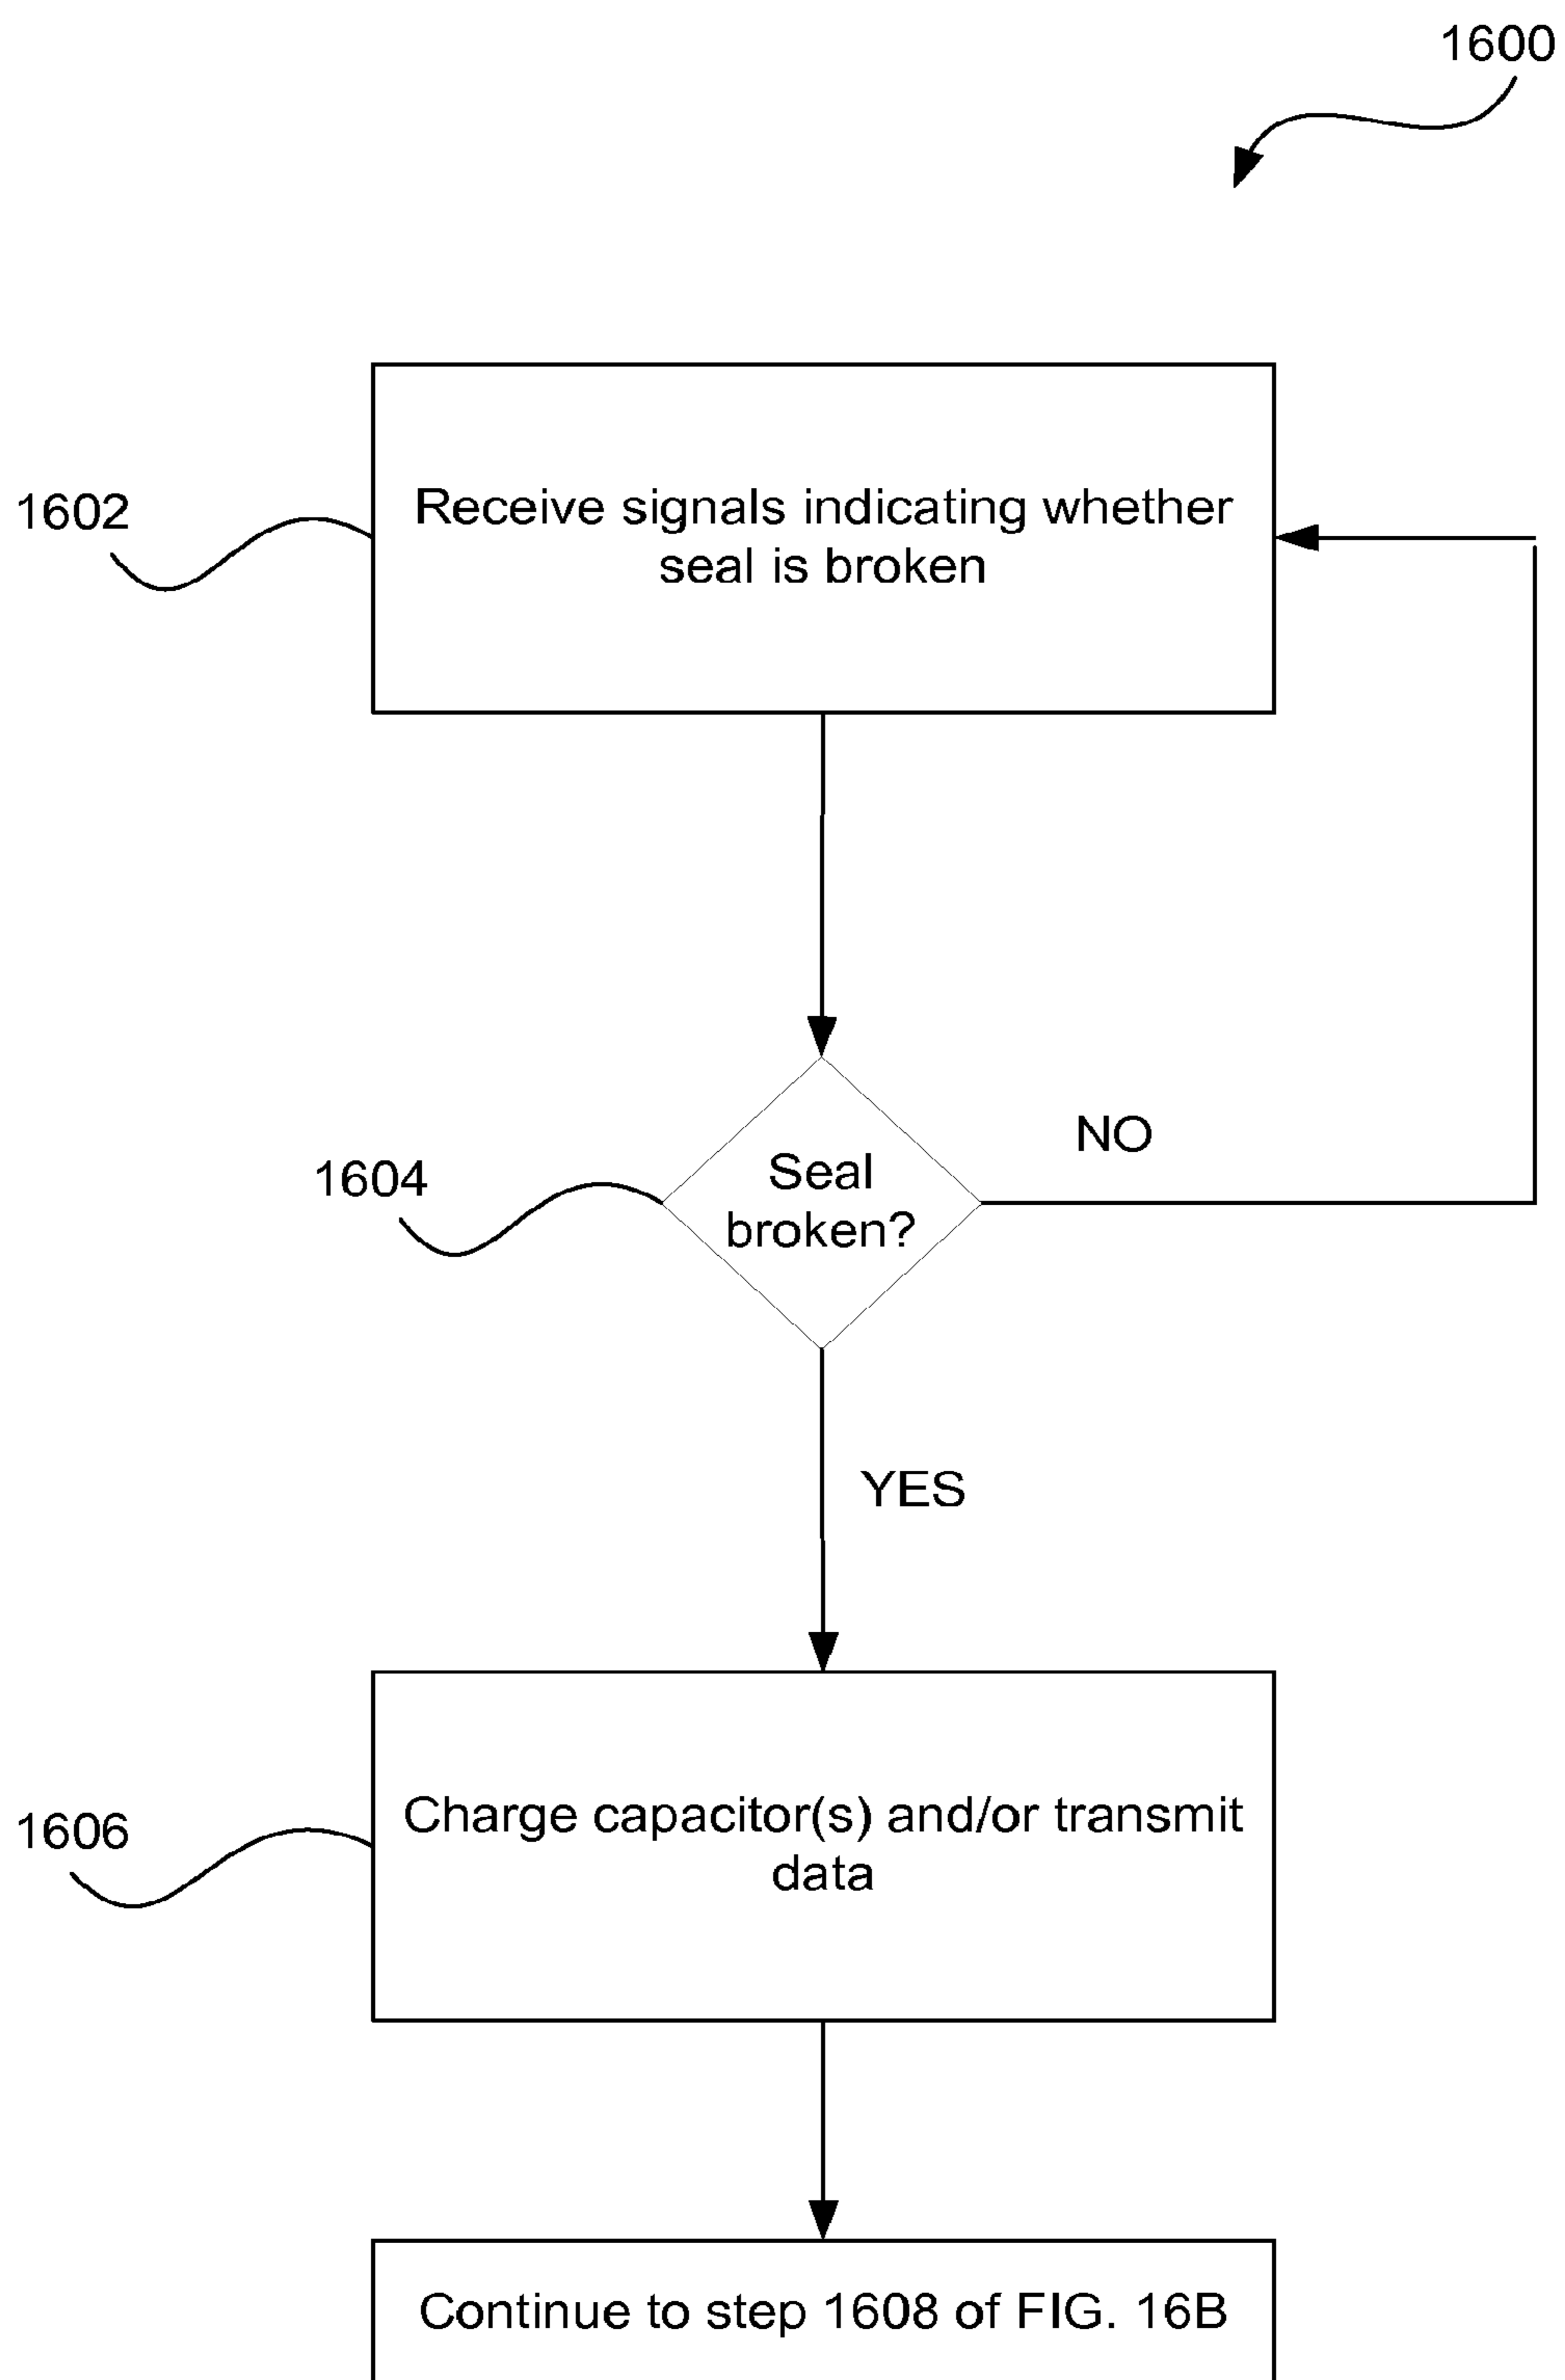 1600
1602
Receive signals indicating whether
seal is broken
1604
Seal
broken?
NO
YES
1606
Charge capacitor(s) and/or transmit
data
Continue to step 1608 of FIG. 16B